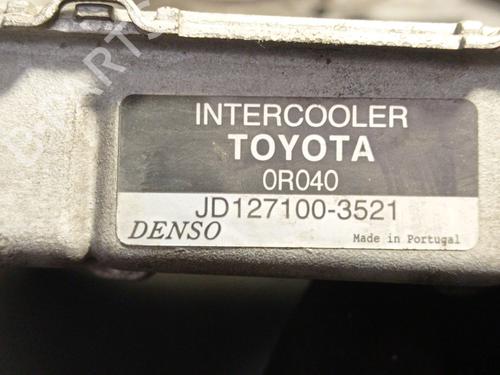 INTERCOOLER
TOYOTA
0R040
JD127100-3521
DENSO
Made in Portugal